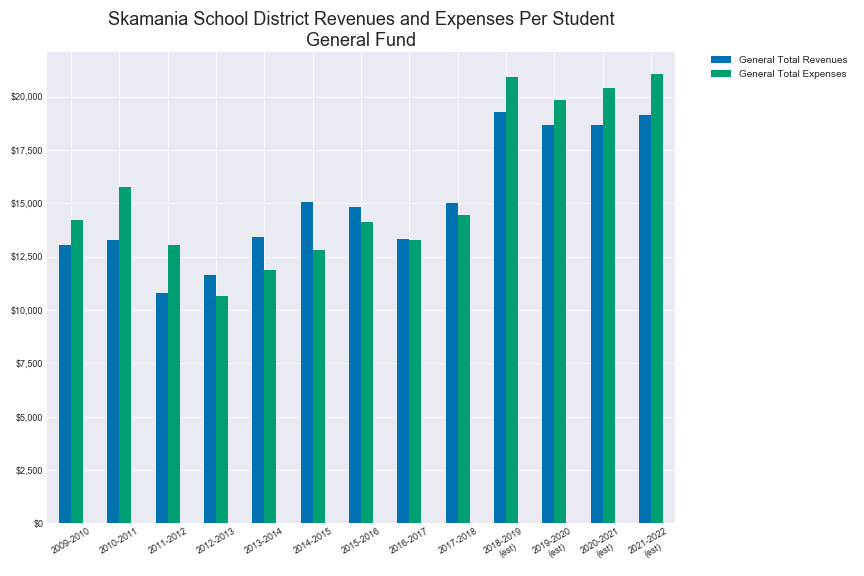 Skamania School District Revenues and Expenses Per Student
General Fund
General Total Revenues
General Total Expenses
$20,000
$17,500
$15,000
$12,500
$10,000
$7,500
$5,000
$2,500
$0
2009-2010
2010-2011
2011-2012
2012-2013
2013-2014
2014-2015
2015-2016
2016-2017
2017-2018
2018-2019
(est)
2019-2020
(est)
2020-2021
(est)
2021-2022
(est)